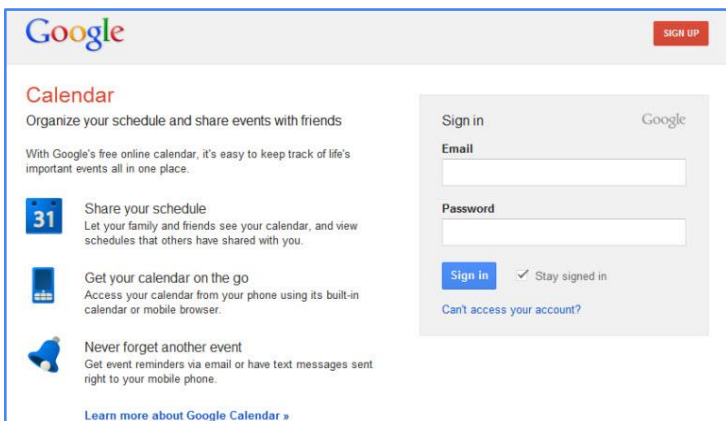 Google
SIGN UP
Calendar
Organize your schedule and share events with friends
With Google's free online calendar, it's easy to keep track of life's
important events all in one place.
31
Share your schedule
Let your family and friends see your calendar, and view
schedules that others have shared with you.
Get your calendar on the go
Access your calendar from your phone using its built-in
calendar or mobile browser.
Never forget another event
Get event reminders via email or have text messages sent
right to your mobile phone.
Learn more about Google Calendar »
Sign in
Google
Email
Password
Sign in
Stay signed in
Can't access your account?